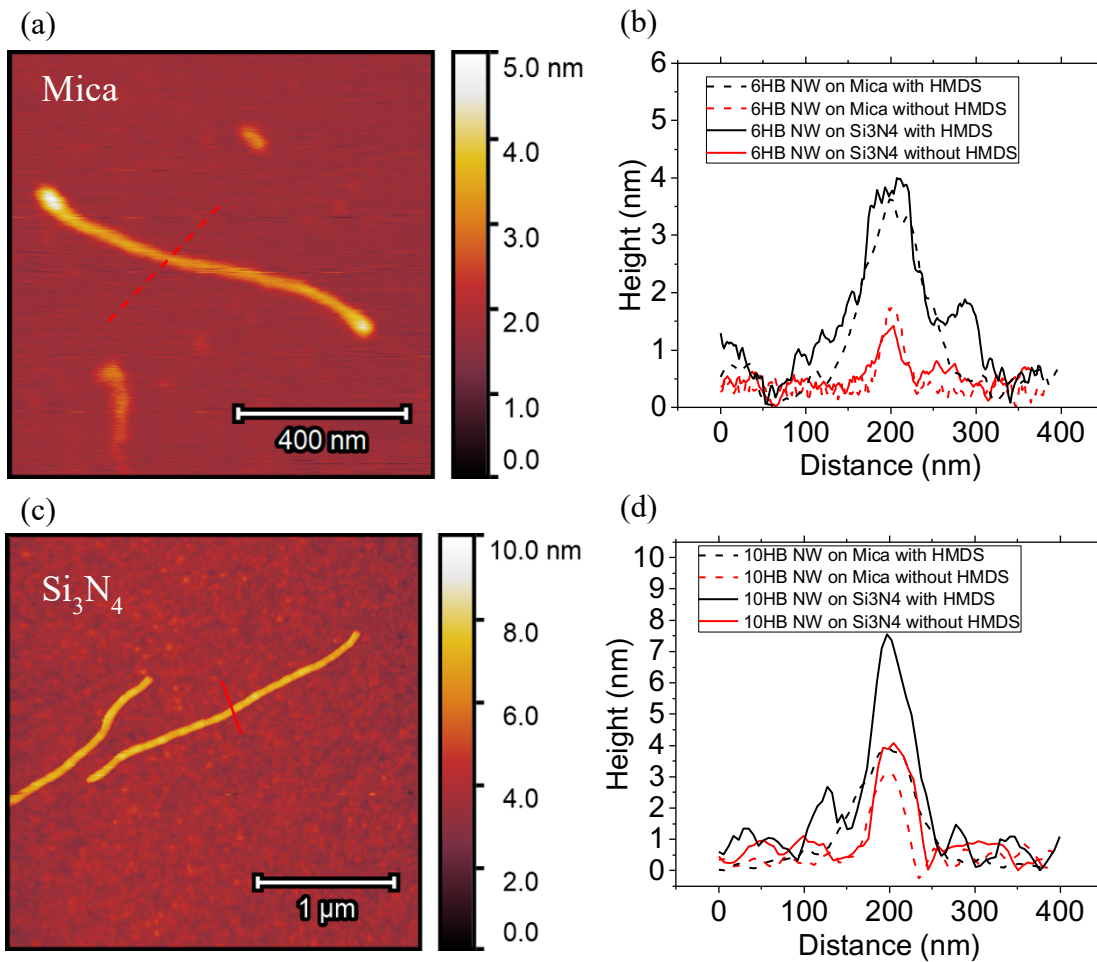 (a)
Mica
400 nm
5.0 nm
4.0
3.0
2.0
1.0
0.0
(b)
6HB NW on Mica with HMDS
6HB NW on Mica without HMDS
6HB NW on Si3N4 with HMDS
6HB NW on Si3N4 without HMDS
Height (nm)
6
5
4
3
2
1
0
0 100 200 300 400
Distance (nm)
(c)
Si₃N₄
1 µm
10.0 nm
8.0
6.0
4.0
2.0
0.0
(d)
10HB NW on Mica with HMDS
10HB NW on Mica without HMDS
10HB NW on Si3N4 with HMDS
10HB NW on Si3N4 without HMDS
Height (nm)
10
9
8
7
6
5
4
3
2
1
0
0 100 200 300 400
Distance (nm)